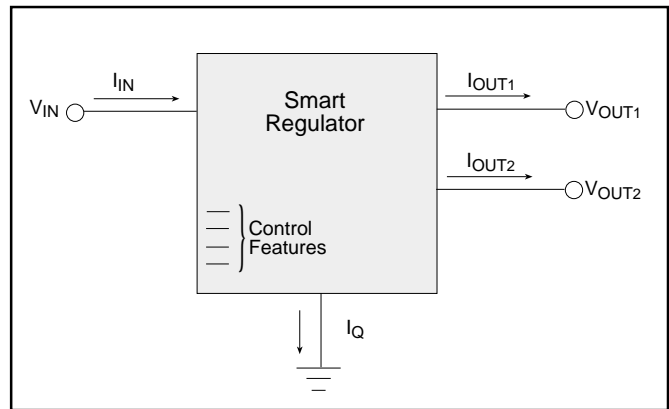 IIN
VIN
Smart
Regulator
IOUT1
VOUT1
IOUT2
VOUT2
Control
Features
IQ